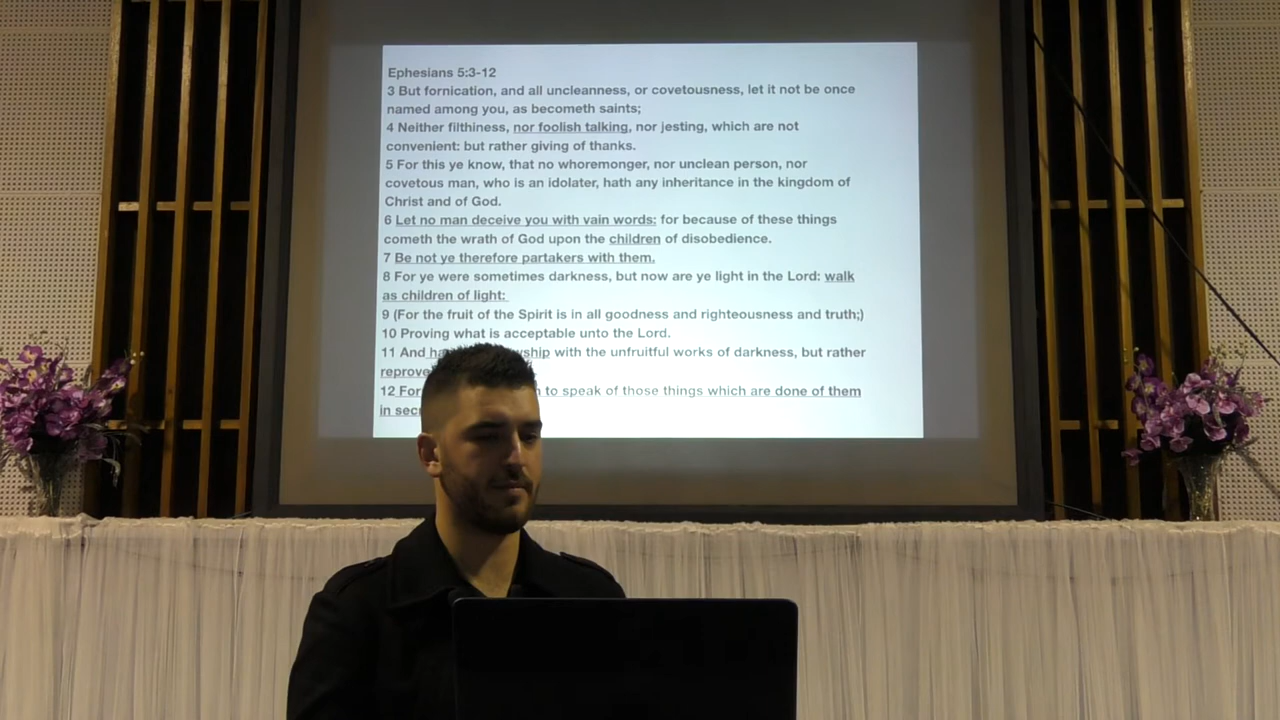 Ephesians 5:3-12
3 But fornication, and all uncleanness, or covetousness, let it not be once
named among you, as becometh saints;
4 Neither filthiness, nor foolish talking, nor jesting, which are not
convenient: but rather giving of thanks.
5 For this ye know, that no whoremonger, nor unclean person, nor
covetous man, who is an idolater, hath any inheritance in the kingdom of
Christ and of God.
6 Let no man deceive you with vain words: for because of these things
cometh the wrath of God upon the children of disobedience.
7 Be not ye therefore partakers with them.
8 For ye were sometimes darkness, but now are ye light in the Lord: walk
as children of light:
9 (For the fruit of the Spirit is in all goodness and righteousness and truth;)
10 Proving what is acceptable unto the Lord.
11 And with the unfruitful works of darkness, but rather
reprove
12 For to speak of those things which are done of them
in